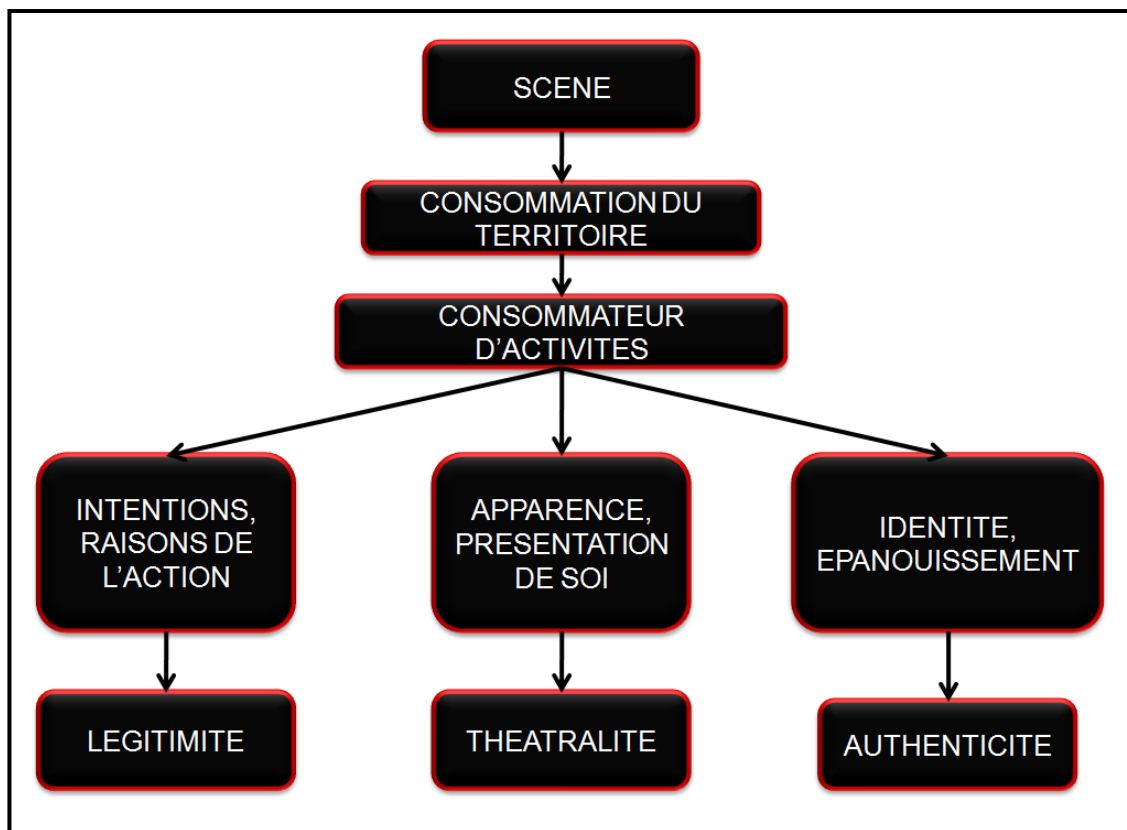 SCENE
CONSOMMATION DU
TERRITOIRE
CONSOMMATEUR
D’ACTIVITES
INTENTIONS,
RAISONS DE
L’ACTION
APPARENCE,
PRESENTATION
DE SOI
IDENTITE,
EPANOUISSEMENT
LEGITIMITE
THEATRALITE
AUTHENTICITE